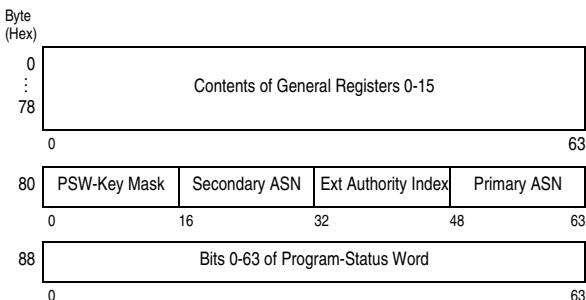 Byte
(Hex)
0
⋮
78
Contents of General Registers 0-15
0 63
80 PSW-Key Mask Secondary ASN Ext Authority Index Primary ASN
0 16 32 48 63
88 Bits 0-63 of Program-Status Word
0 63